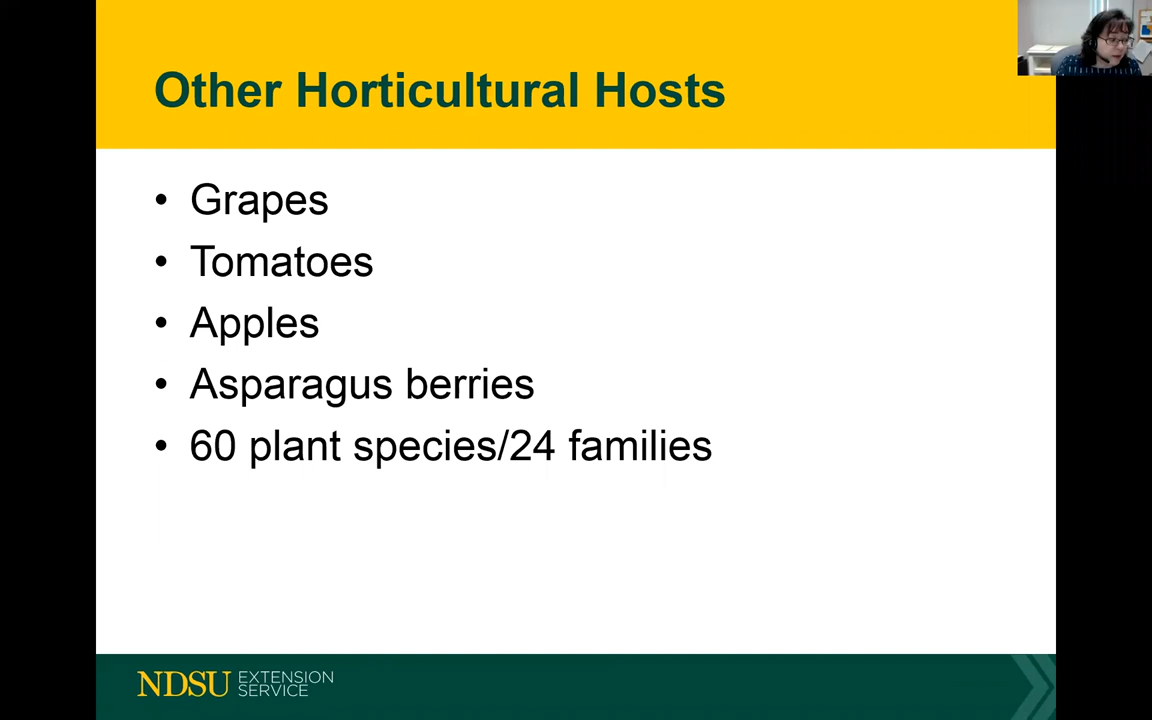 Other Horticultural Hosts
• Grapes
• Tomatoes
• Apples
• Asparagus berries
• 60 plant species/24 families
NDSU EXTENSION
SERVICE